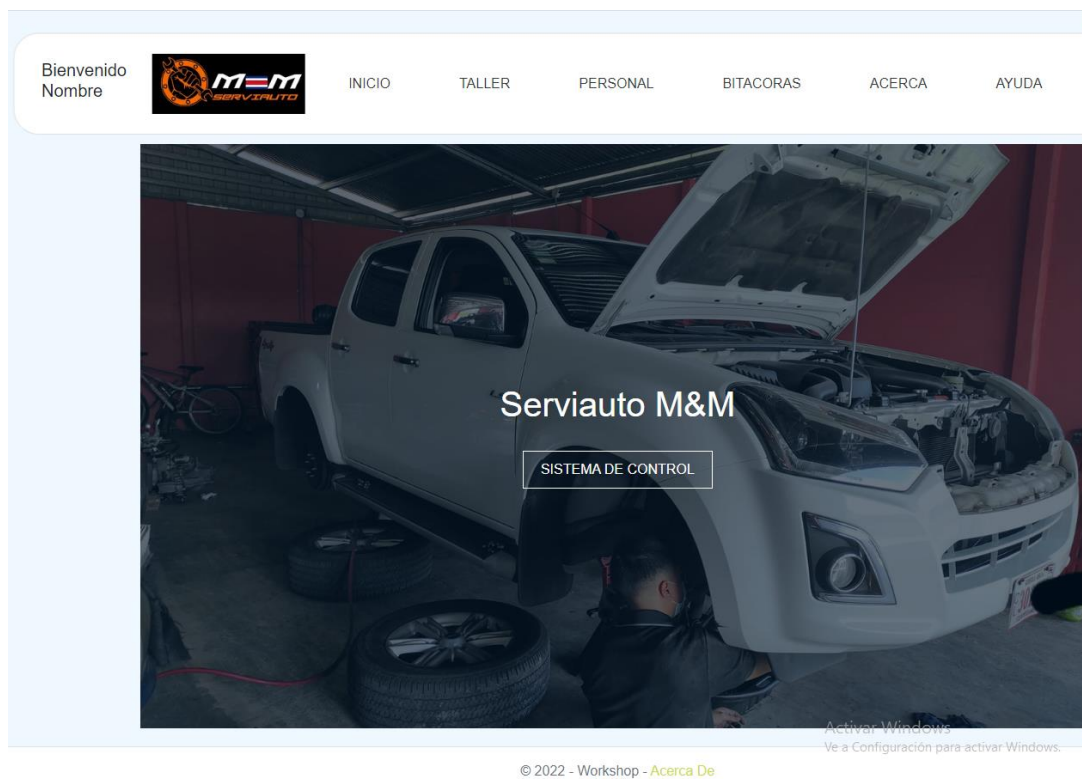 Bienvenido
Nombre
M=M
SERVIAUTO
INICIO
TALLER
PERSONAL
BITACORAS
ACERCA
AYUDA
Serviauto M&M
SISTEMA DE CONTROL
Activar Windows
Ve a Configuración para activar Windows.
© 2022 - Workshop - Acerca De